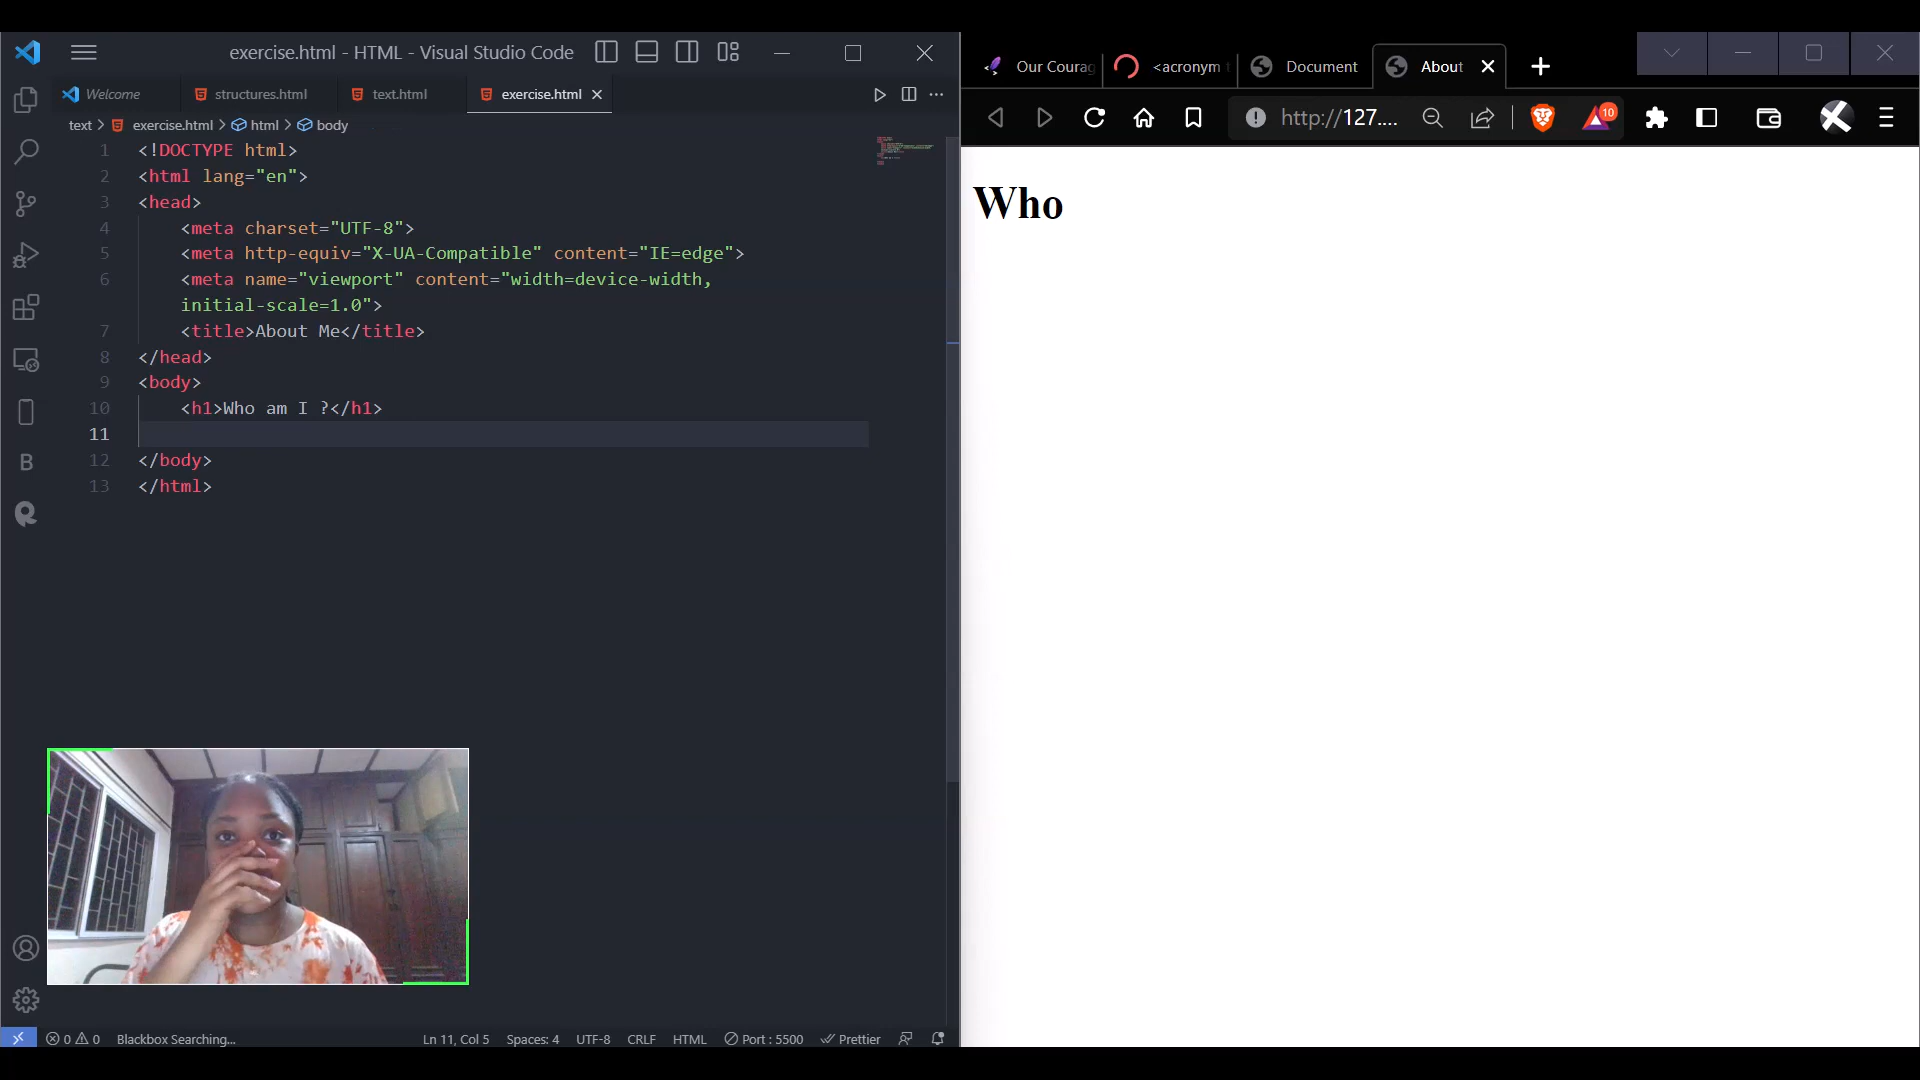 exercise.html - HTML - Visual Studio Code
Welcome
structures.html
text.html
exercise.html
text > exercise.html > html > body
1 <!DOCTYPE html>
2 <html lang="en">
3 <head>
4 <meta charset="UTF-8">
5 <meta http-equiv="X-UA-Compatible" content="IE=edge">
6 <meta name="viewport" content="width=device-width,
initial-scale=1.0">
7 <title>About Me</title>
8 </head>
9 <body>
10 <h1>Who am I ?</h1>
11
12 </body>
13 </html>
B
0 0 Blackbox Searching... Ln 11, Col 5 Spaces: 4 UTF-8 CRLF HTML Port : 5500 Prettier
Our Courag
<acronym t
Document
About
http://127....
10
Who